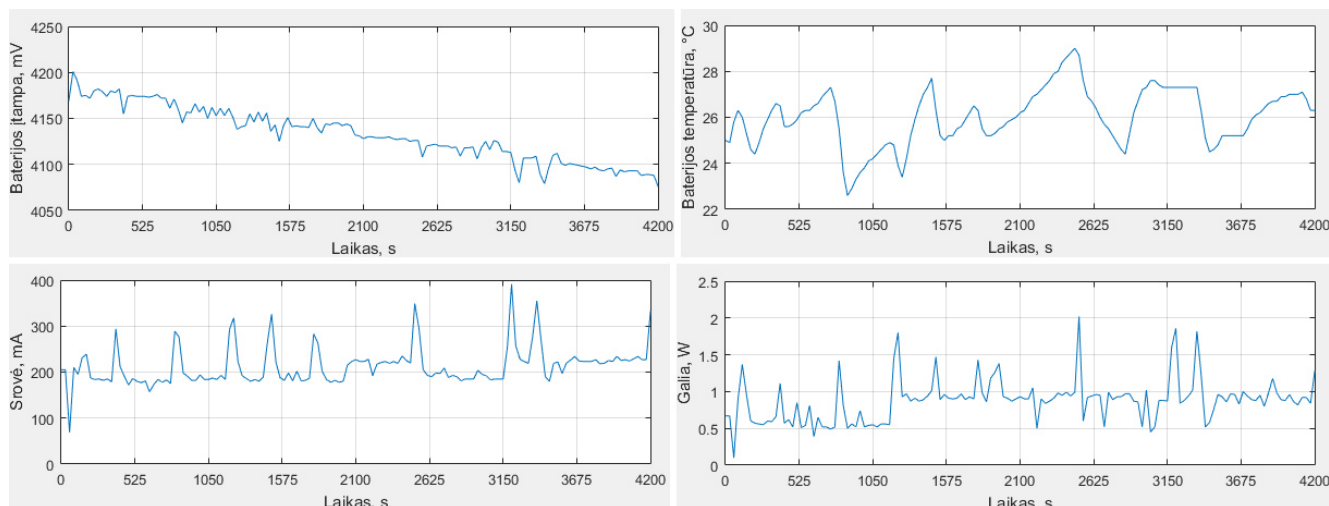 4250
4200
4150
4100
4050
Baterijos įtampa, mV
0 525 1050 1575 2100 2625 3150 3675 4200
Laikas, s
30
28
26
24
22
Baterijos temperatūra, °C
0 525 1050 1575 2100 2625 3150 3675 4200
Laikas, s
400
300
200
100
0
Srovė, mA
0 525 1050 1575 2100 2625 3150 3675 4200
Laikas, s
2.5
2
1.5
1
0.5
0
Galia, W
0 525 1050 1575 2100 2625 3150 3675 4200
Laikas, s